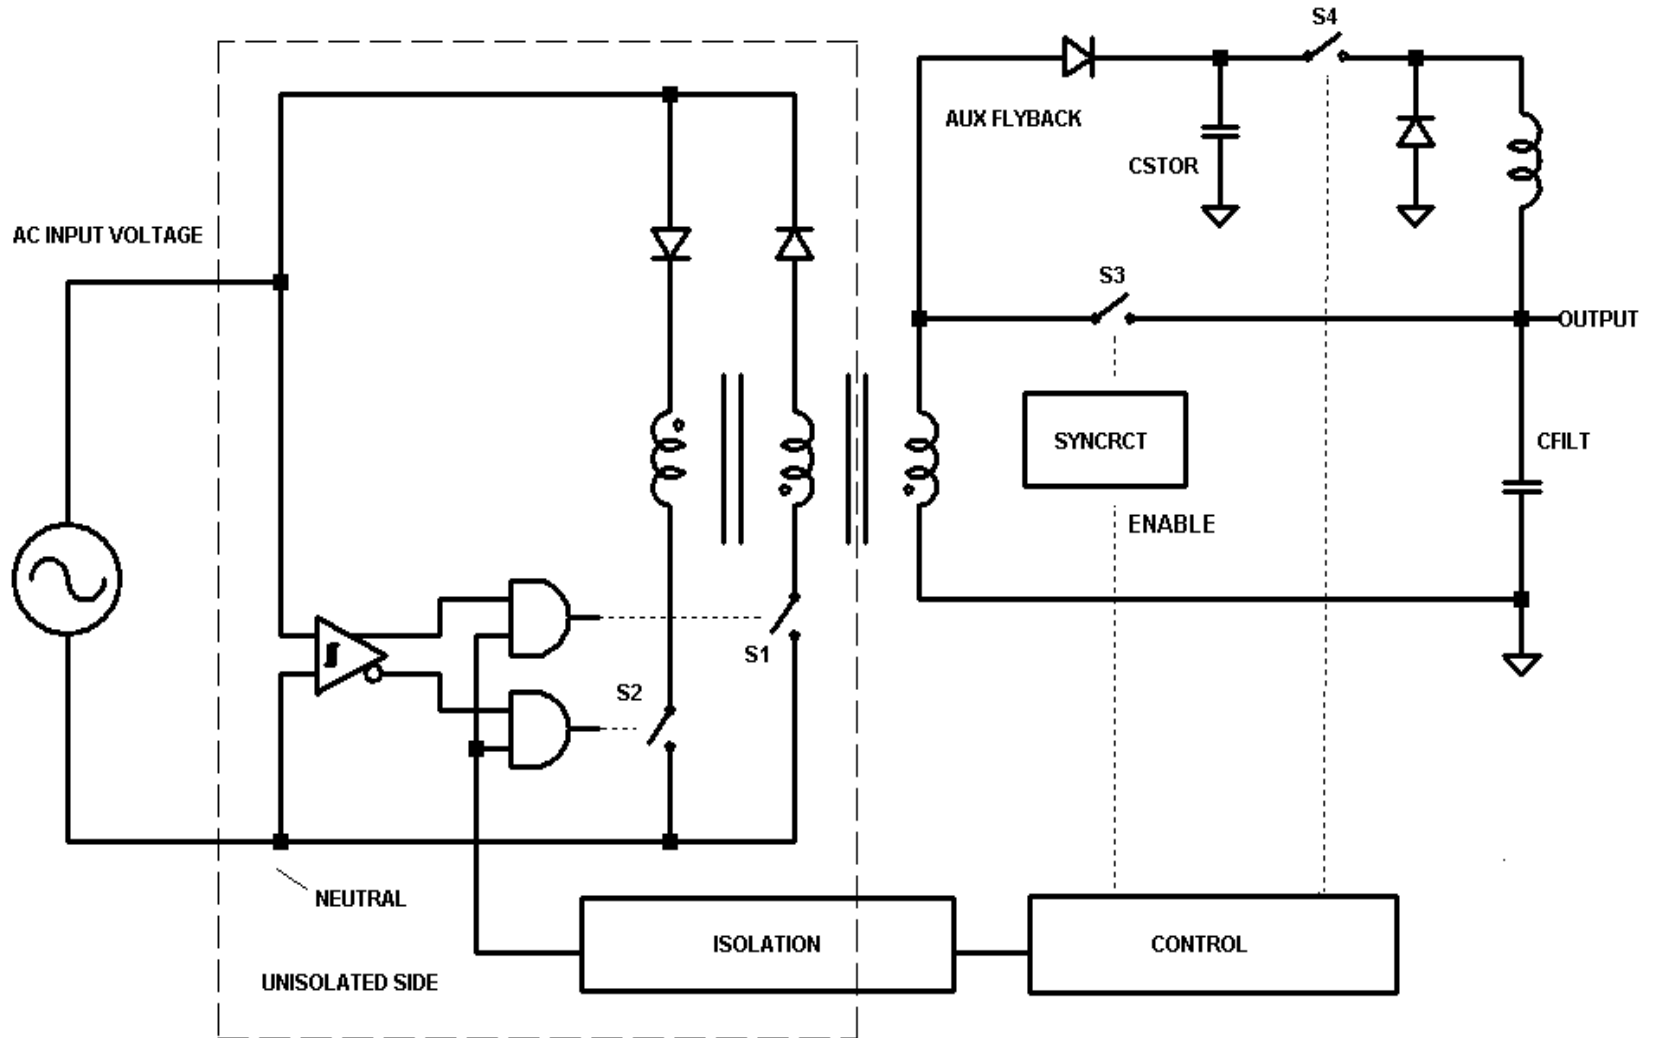 S4
AUX FLYBACK
CSTOR
AC INPUT VOLTAGE
S3
OUTPUT
SYNCRCT
CFILT
ENABLE
S1
S2
NEUTRAL
ISOLATION
CONTROL
UNISOLATED SIDE